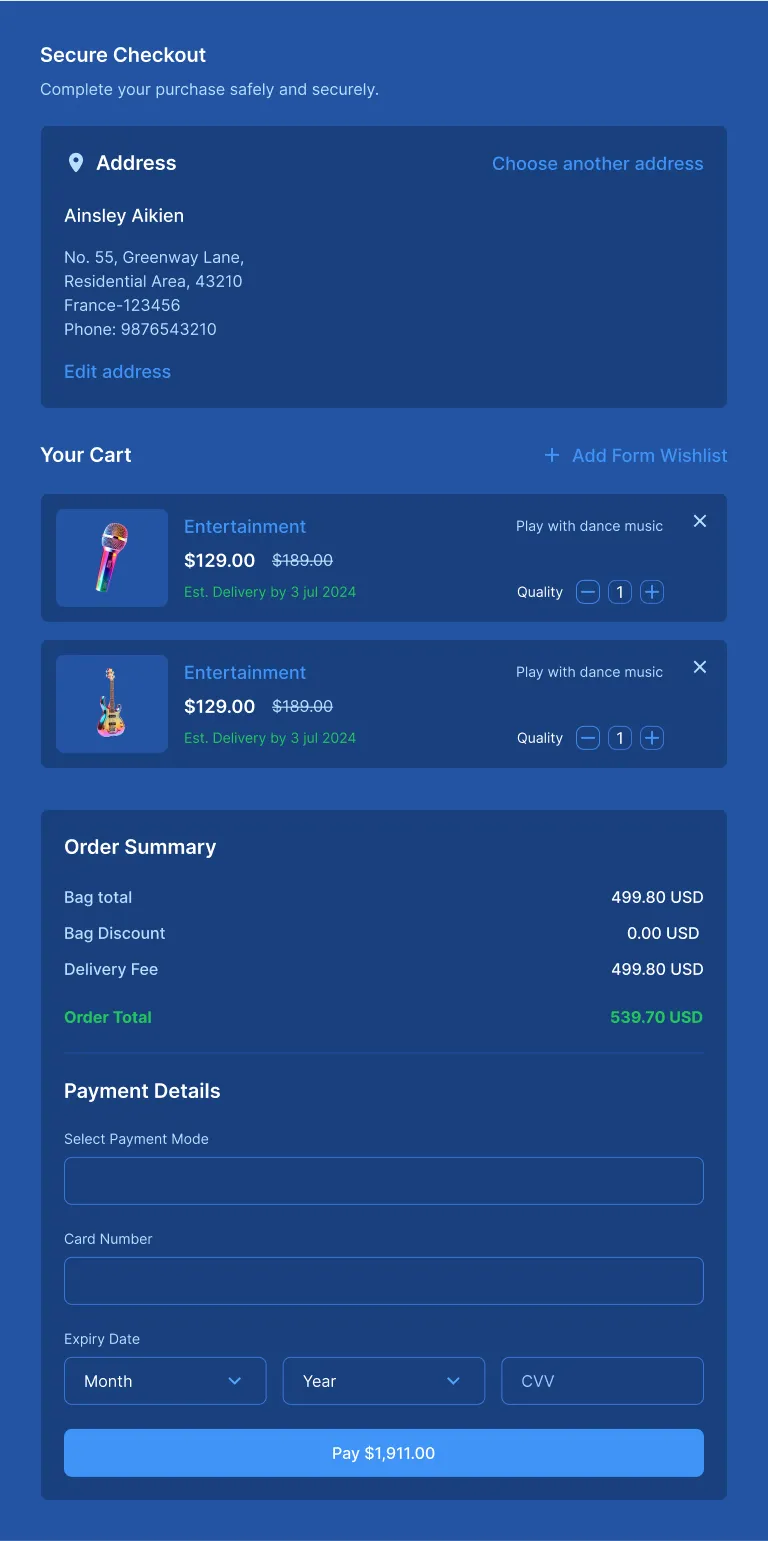 Secure Checkout
Complete your purchase safely and securely.
Address
Choose another address
Ainsley Aikien
No. 55, Greenway Lane,
Residential Area, 43210
France-123456
Phone: 9876543210
Edit address
Your Cart
+ Add Form Wishlist
Entertainment
Play with dance music
$129.00 $189.00
Est. Delivery by 3 jul 2024
Quality 1
Entertainment
Play with dance music
$129.00 $189.00
Est. Delivery by 3 jul 2024
Quality 1
Order Summary
Bag total 499.80 USD
Bag Discount 0.00 USD
Delivery Fee 499.80 USD
Order Total 539.70 USD
Payment Details
Select Payment Mode
Card Number
Expiry Date
Month Year CVV
Pay $1,911.00